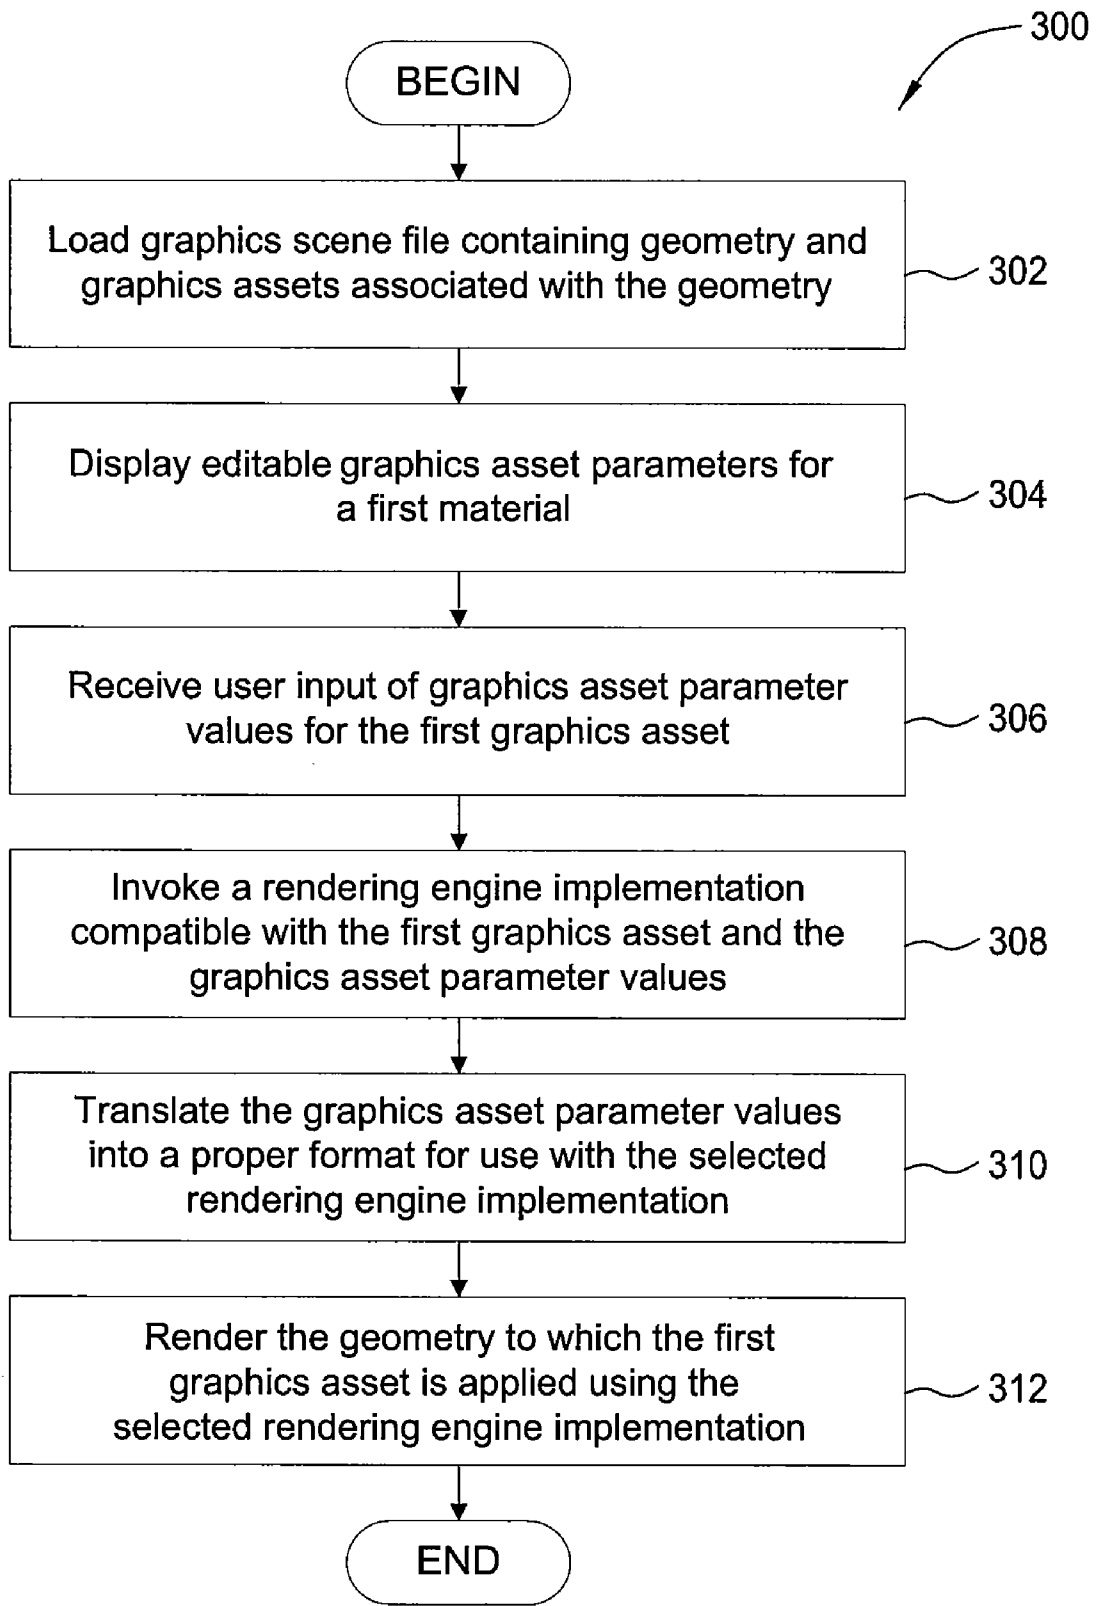 300
BEGIN
Load graphics scene file containing geometry and
graphics assets associated with the geometry
302
Display editable graphics asset parameters for
a first material
304
Receive user input of graphics asset parameter
values for the first graphics asset
306
Invoke a rendering engine implementation
compatible with the first graphics asset and the
graphics asset parameter values
308
Translate the graphics asset parameter values
into a proper format for use with the selected
rendering engine implementation
310
Render the geometry to which the first
graphics asset is applied using the
selected rendering engine implementation
312
END